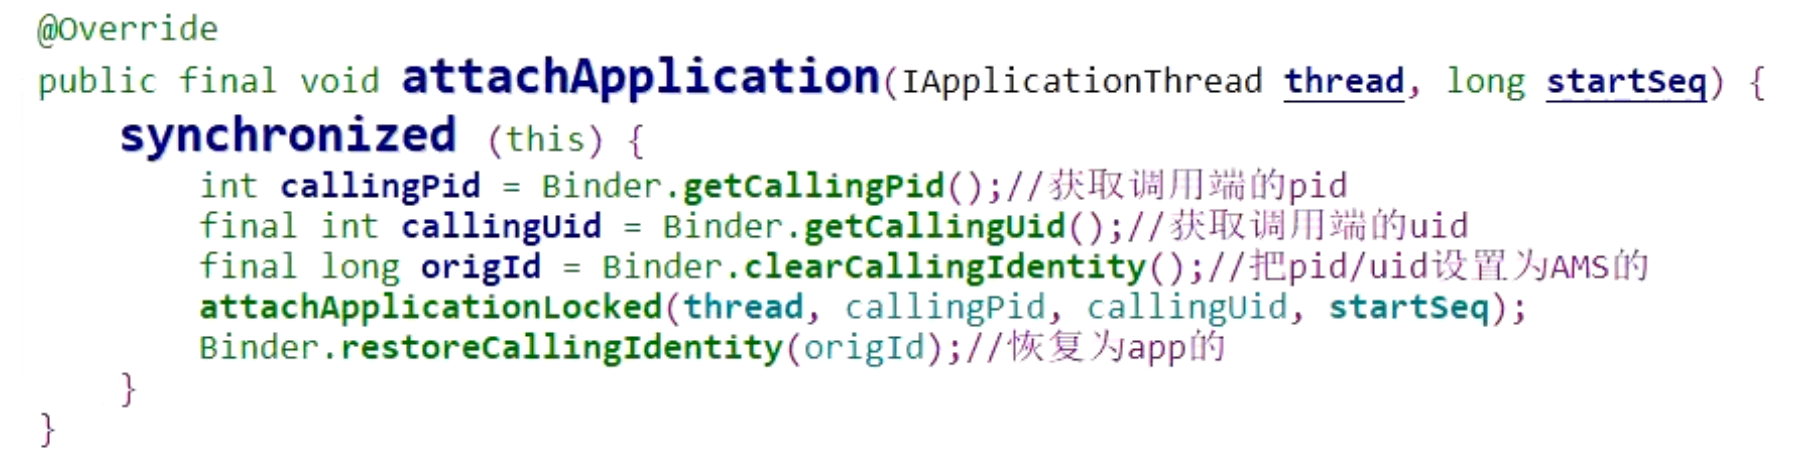 @Override
public final void attachApplication(IApplicationThread thread, long startSeq) {
synchronized (this) {
int callingPid = Binder.getCallingPid();//获取调用端的pid
final int callingUid = Binder.getCallingUid();//获取调用端的uid
final long origId = Binder.clearCallingIdentity();//把pid/uid设置为AMS的
attachApplicationLocked(thread, callingPid, callingUid, startSeq);
Binder.restoreCallingIdentity(origId);//恢复为app的
}
}